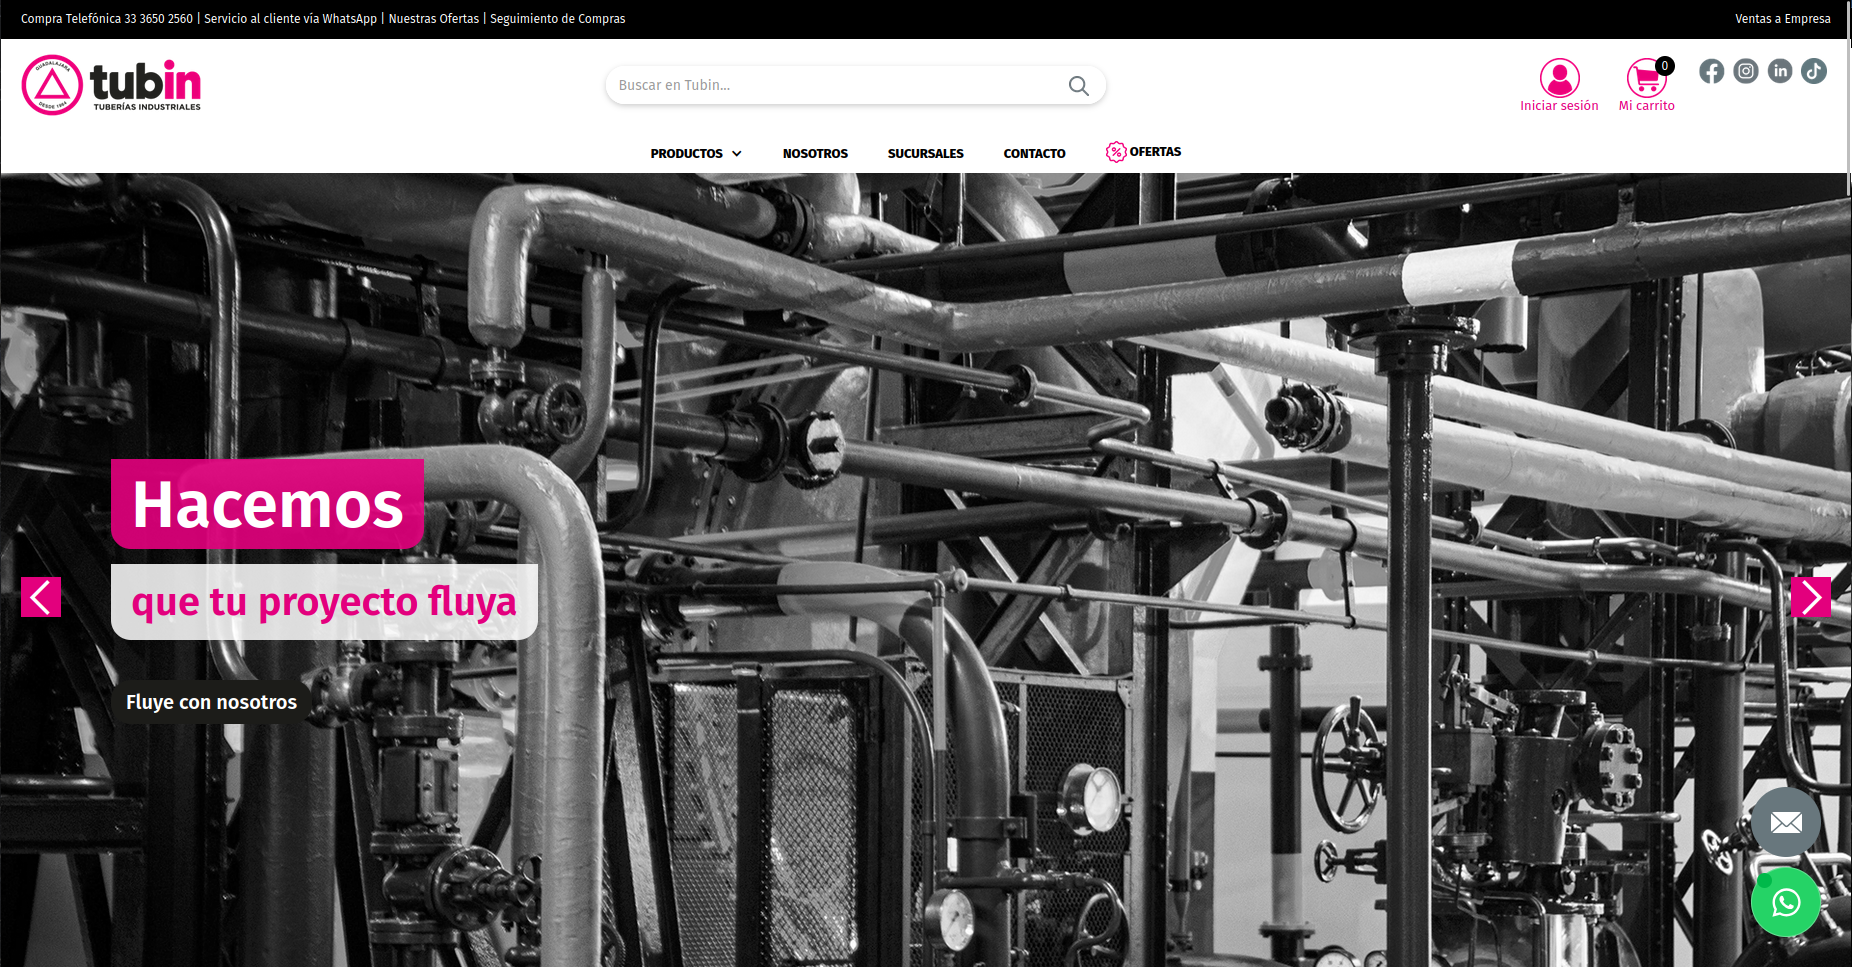 Compra Telefónica 33 3650 2560 | Servicio al cliente vía WhatsApp | Nuestras Ofertas | Seguimiento de Compras
Ventas a Empresa
GUADALAJARA
DESDE 1964
tubin
TUBERÍAS INDUSTRIALES
Buscar en Tubin...
Iniciar sesión
0
Mi carrito
PRODUCTOS
NOSOTROS
SUCURSALES
CONTACTO
% OFERTAS
Hacemos
que tu proyecto fluya
Fluye con nosotros